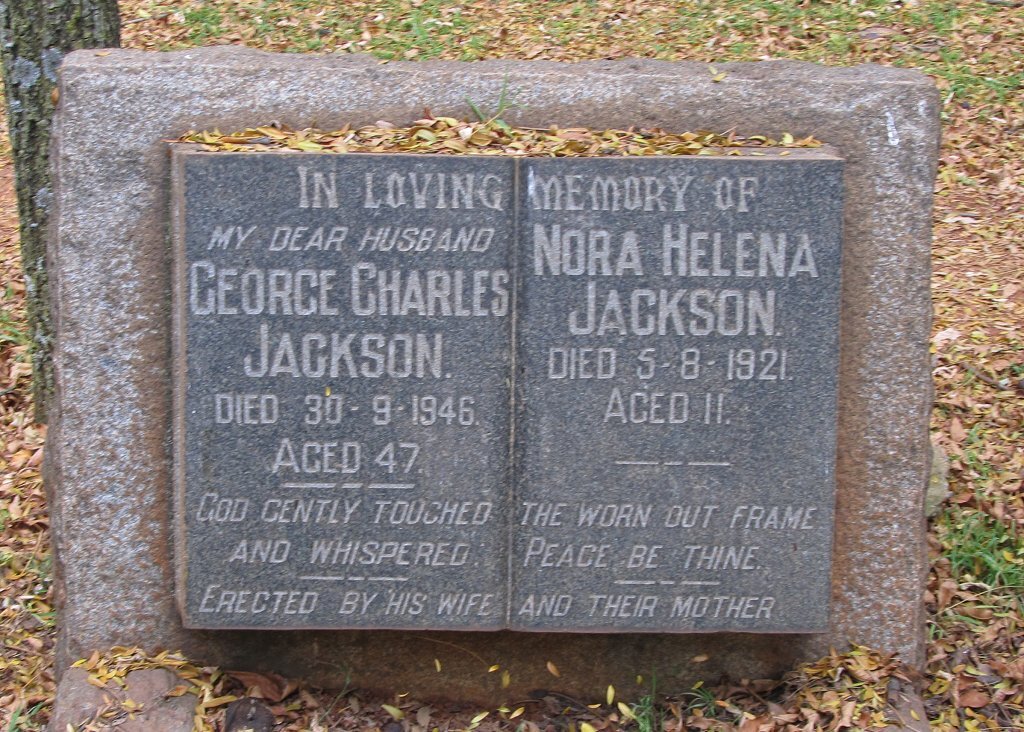 IN LOVING MEMORY OF
MY DEAR HUSBAND
GEORGE CHARLES
JACKSON.
DIED 30-9-1946.
AGED 47.
NORA HELENA
JACKSON.
DIED 5-8-1921.
AGED 11.
GOD GENTLY TOUCHED THE WORN OUT FRAME
AND WHISPERED. PEACE BE THINE.
ERECTED BY HIS WIFE AND THEIR MOTHER